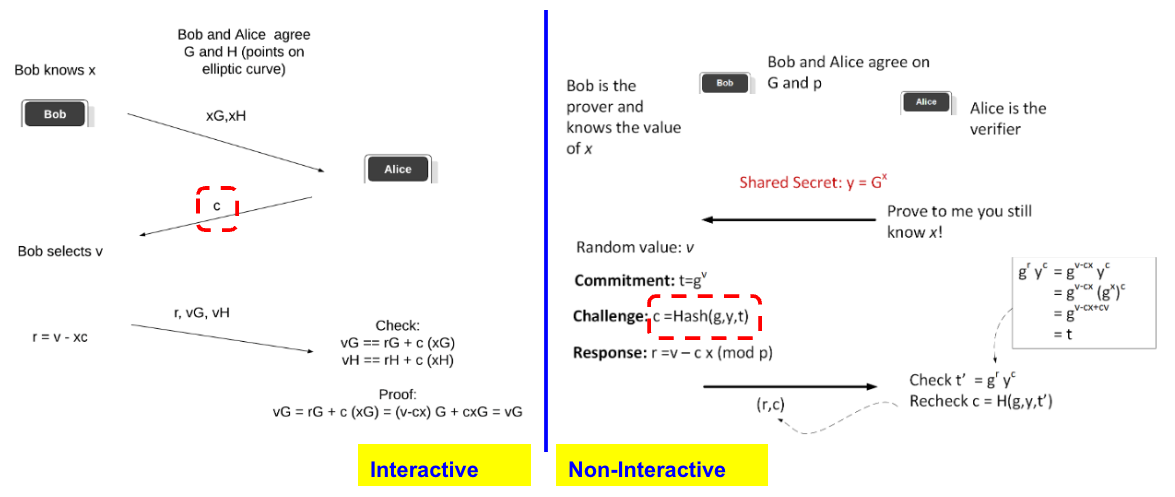 Bob and Alice agree
G and H (points on
elliptic curve)
Bob knows x
Bob
xG,xH
Alice
c
Bob selects v
r, vG, vH
r = v - xc
Check:
vG == rG + c (xG)
vH == rH + c (xH)
Proof:
vG = rG + c (xG) = (v-cx) G + cxG = vG
Interactive
Bob and Alice agree on
G and p
Bob
Bob is the
prover and
knows the value
of x
Alice
Alice is the
verifier
Shared Secret: y = G^x
Prove to me you still
know x!
Random value: v
Commitment: t=g^v
Challenge: c =Hash(g,y,t)
Response: r =v – c x (mod p)
g^r y^c = g^v-cx y^c
= g^v-cx (g^x)^c
= g^v-cx+cv
= t
(r,c)
Check t' = g^r y^c
Recheck c = H(g,y,t')
Non-Interactive